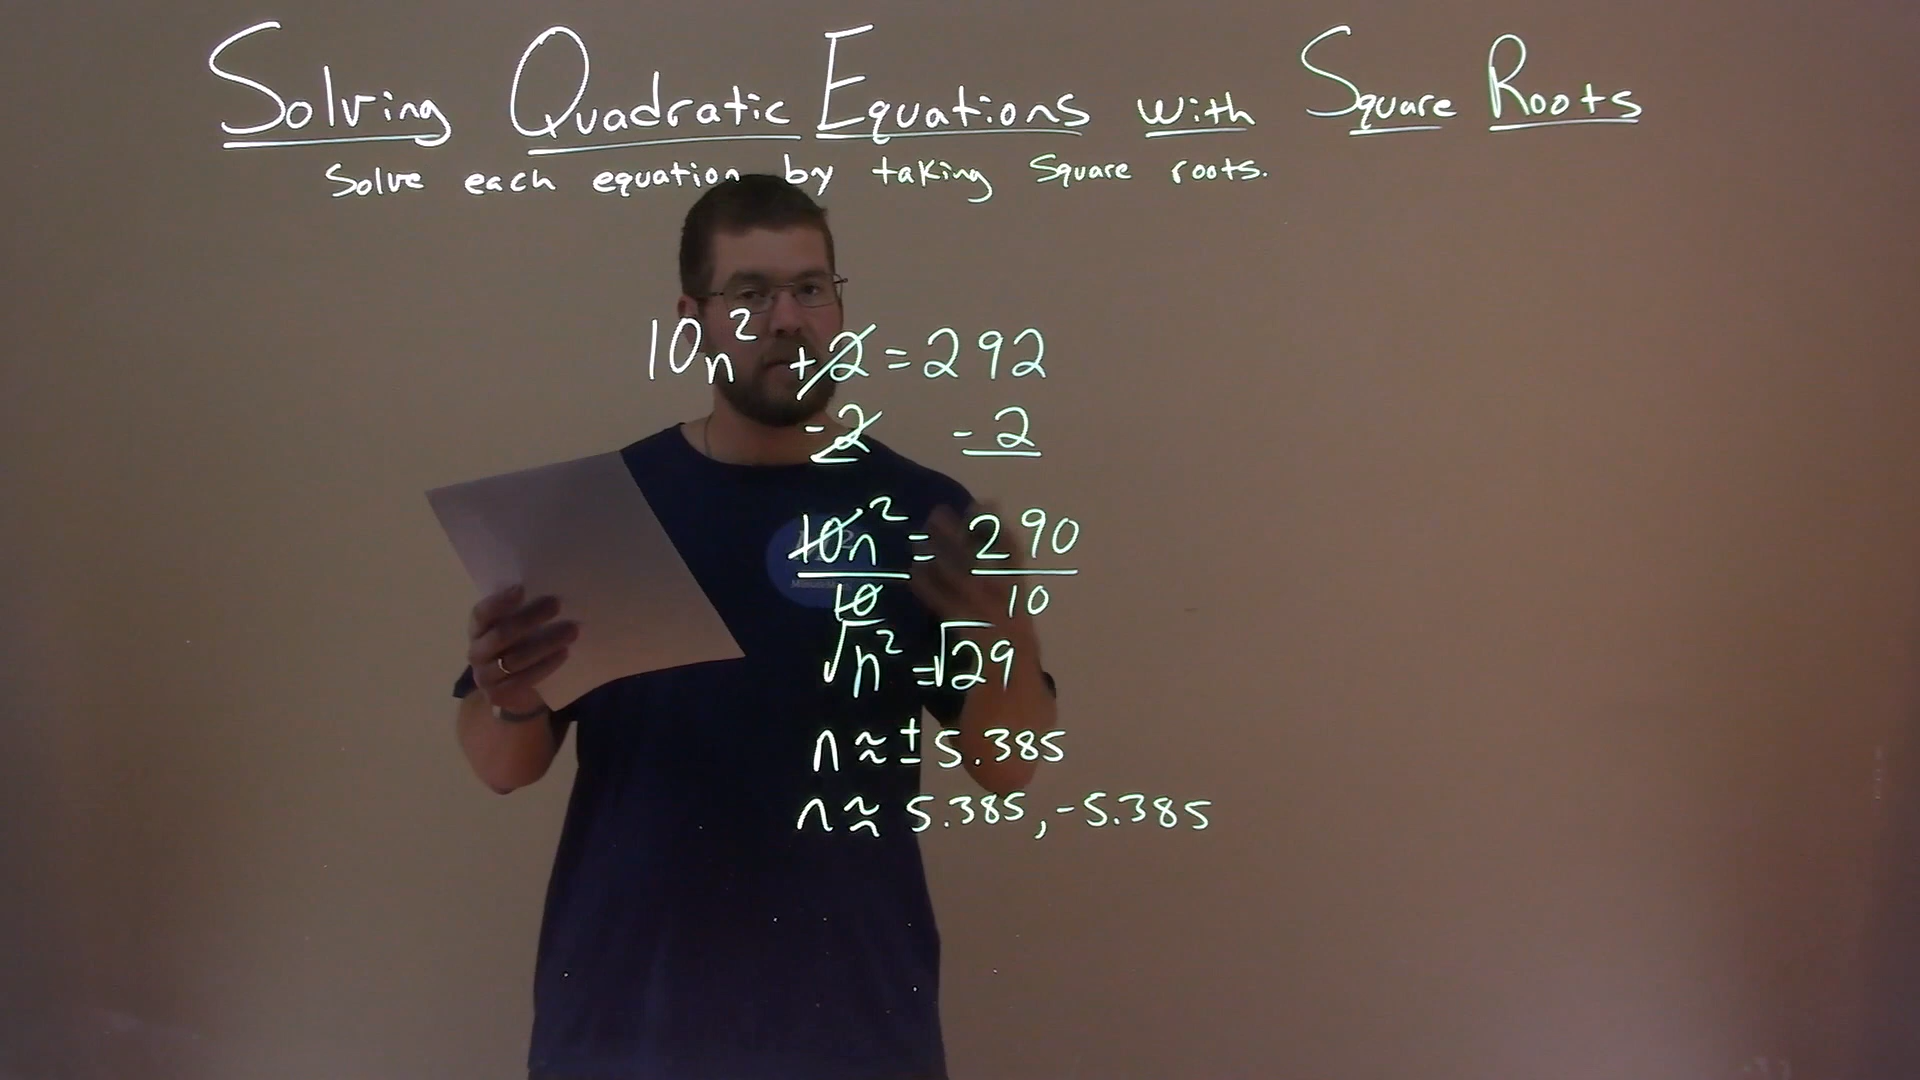 Solving Quadratic Equations with Square Roots
Solve each equation by taking square roots.
10n² +2 = 292
-2 -2
10n² = 290
10 10
√n² = √29
n ≈ ± 5.385
n ≈ 5.385, -5.385